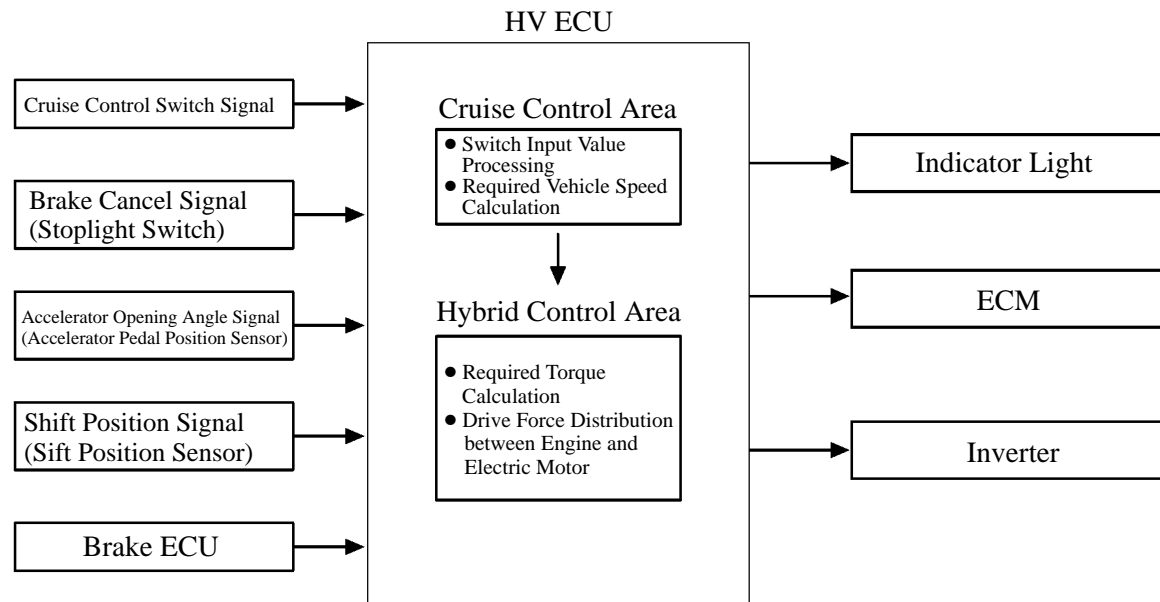 HV ECU
Cruise Control Switch Signal
Brake Cancel Signal
(Stoplight Switch)
Accelerator Opening Angle Signal
(Accelerator Pedal Position Sensor)
Shift Position Signal
(Sift Position Sensor)
Brake ECU
Cruise Control Area
● Switch Input Value
Processing
● Required Vehicle Speed
Calculation
Hybrid Control Area
● Required Torque
Calculation
● Drive Force Distribution
between Engine and
Electric Motor
Indicator Light
ECM
Inverter